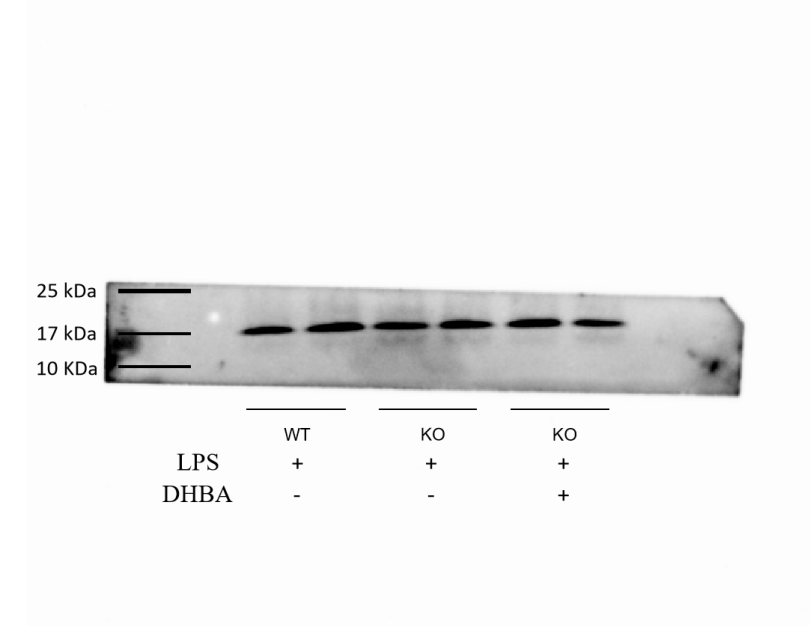 25 kDa
17 kDa
10 KDa
WT KO KO
LPS + + +
DHBA - - +